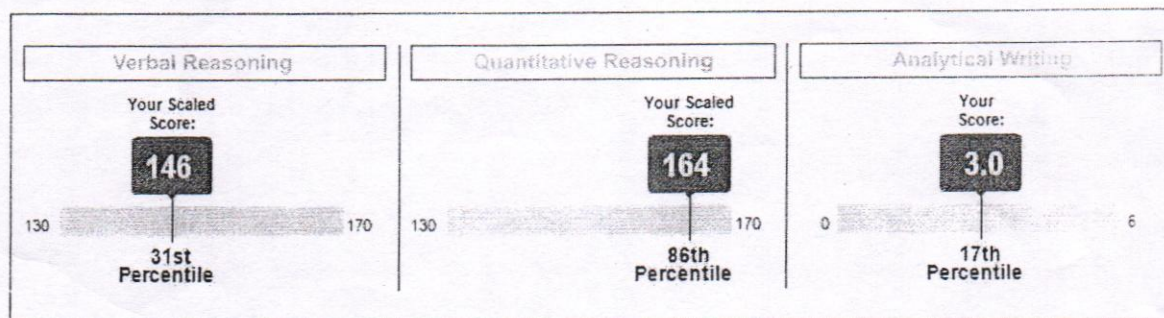 Verbal Reasoning
Your Scaled
Score:
146
130
170
31st
Percentile
Quantitative Reasoning
Your Scaled
Score:
164
130
170
86th
Percentile
Analytical Writing
Your
Score:
3.0
0
6
17th
Percentile